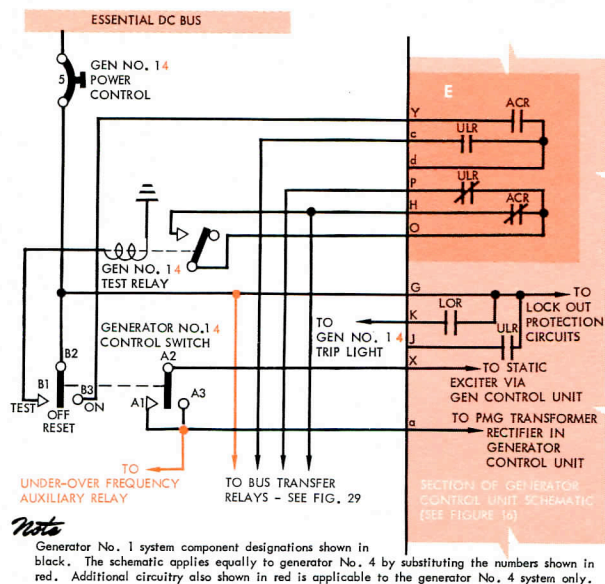 ESSENTIAL DC BUS
GEN NO. 14
5 POWER
CONTROL
E
Y
ACR
c
ULR
d
P
ULR
H
ACR
O
GEN NO. 14
TEST RELAY
G
TO
LOCK OUT
PROTECTION
CIRCUITS
LOR
K
TO
GEN NO. 14
TRIP LIGHT
ULR
J
GENERATOR NO.14
CONTROL SWITCH
B2
A2
X
TO STATIC
EXCITER VIA
GEN CONTROL UNIT
B1
B3
TEST
ON
OFF
RESET
A1
A3
a
TO PMG TRANSFORMER
RECTIFIER IN
GENERATOR
CONTROL UNIT
TO
UNDER-OVER FREQUENCY
AUXILIARY RELAY
TO BUS TRANSFER
RELAYS - SEE FIG. 29
SECTION OF GENERATOR
CONTROL UNIT SCHEMATIC
(SEE FIGURE 16)
Note
Generator No. 1 system component designations shown in
black. The schematic applies equally to generator No. 4 by substituting the numbers shown in
red. Additional circuitry also shown in red is applicable to the generator No. 4 system only.